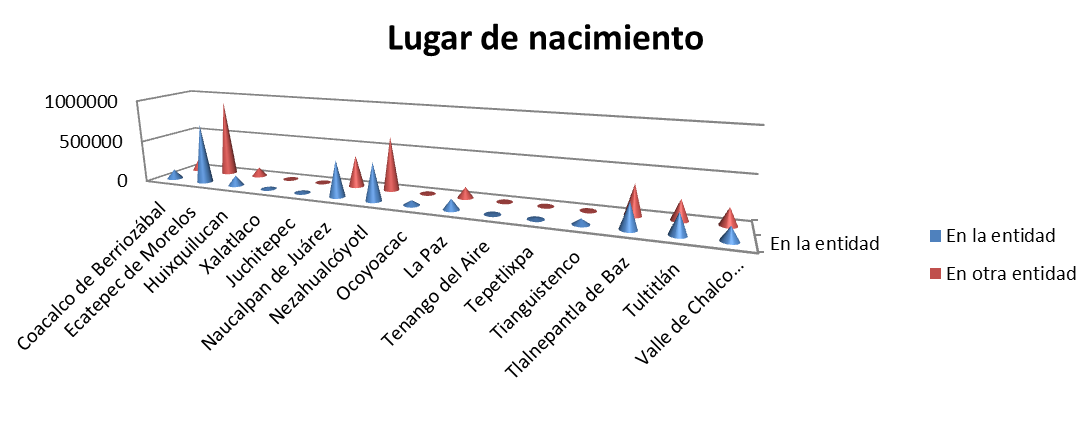 Lugar de nacimiento
1000000
500000
0
Coacalco de Berriozábal
Ecatepec de Morelos
Huixquilucan
Xalatlaco
Juchitepec
Naucalpan de Juárez
Nezahualcóyotl
Ocoyoacac
La Paz
Tenango del Aire
Tepetlixpa
Tianguistenco
Tlalnepantla de Baz
Tultitlán
Valle de Chalco...
En la entidad
En la entidad
En otra entidad